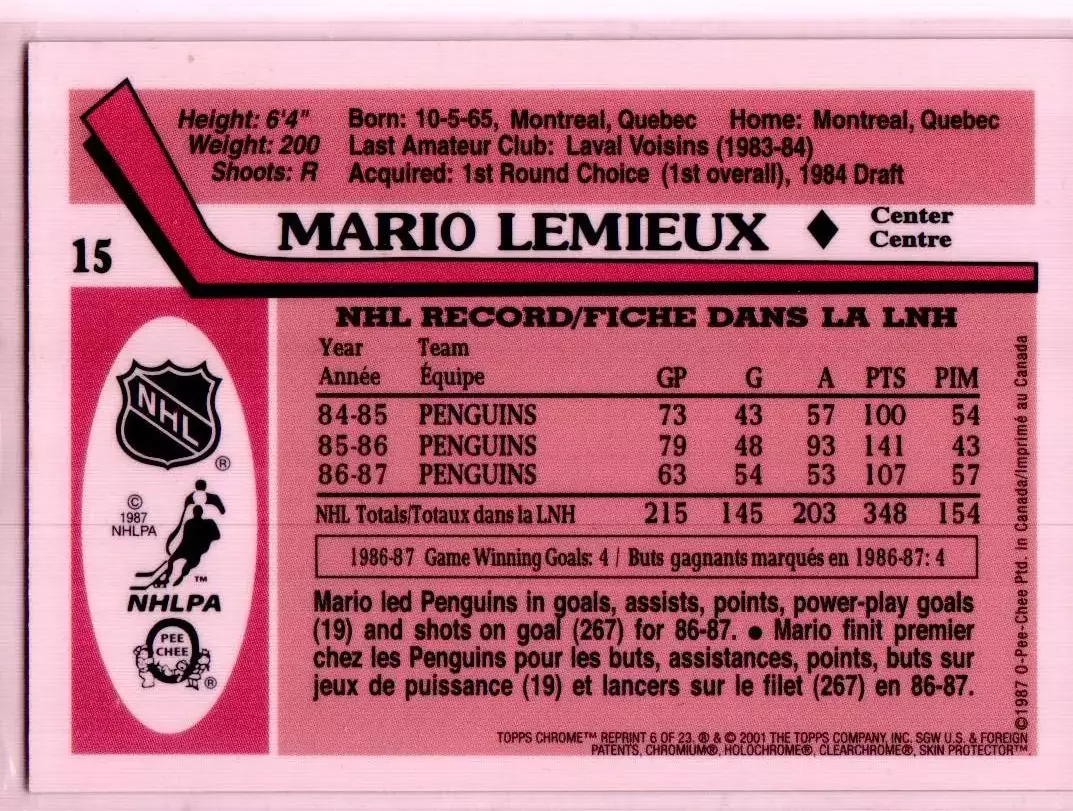 Height: 6'4" Born: 10-5-65, Montreal, Quebec Home: Montreal, Quebec
Weight: 200 Last Amateur Club: Laval Voisins (1983-84)
Shoots: R Acquired: 1st Round Choice (1st overall), 1984 Draft
MARIO LEMIEUX ♦ Center
Centre
15
NHL RECORD/FICHE DANS LA LNH
Year Team
Année Équipe GP G A PTS PIM
84-85 PENGUINS 73 43 57 100 54
85-86 PENGUINS 79 48 93 141 43
86-87 PENGUINS 63 54 53 107 57
NHL Totals/Totaux dans la LNH 215 145 203 348 154
1986-87 Game Winning Goals: 4 / Buts gagnants marqués en 1986-87: 4
Mario led Penguins in goals, assists, points, power-play goals
(19) and shots on goal (267) for 86-87. ● Mario finit premier
chez les Penguins pour les buts, assistances, points, buts sur
jeux de puissance (19) et lancers sur le filet (267) en 86-87.
NHL
®
©
1987
NHLPA
™
NHLPA
PEE
CHEE
®
©1987 O-Pee-Chee Ptd. in Canada/Imprimé au Canada
TOPPS CHROME™ REPRINT 6 OF 23. ® & © 2001 THE TOPPS COMPANY, INC. SGW U.S. & FOREIGN
PATENTS, CHROMIUM®, HOLOCHROME®, CLEARCHROME®, SKIN PROTECTOR™.